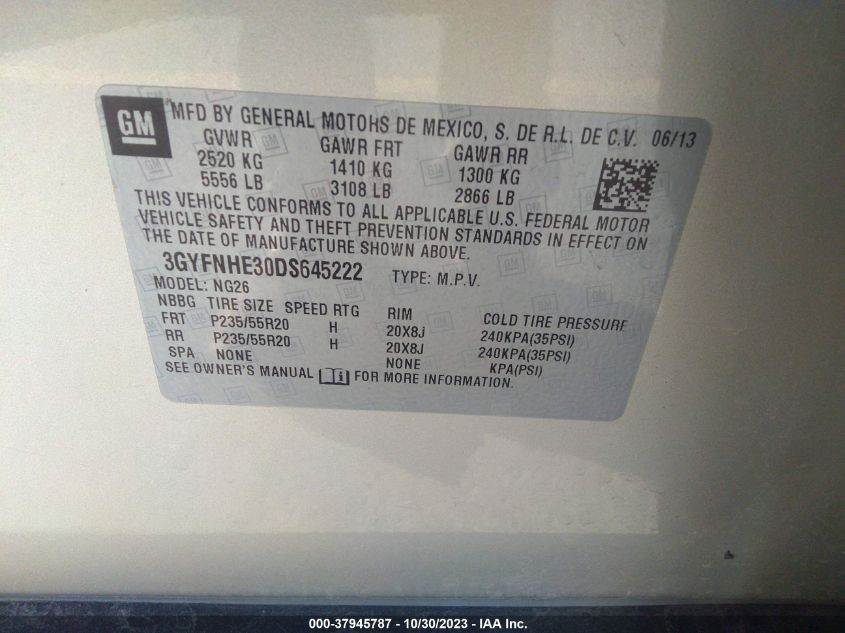 GM
MFD BY GENERAL MOTORS DE MEXICO, S. DE R.L. DE C.V. 06/13
GVWR GAWR FRT GAWR RR
2520 KG 1410 KG 1300 KG
5556 LB 3108 LB 2866 LB
THIS VEHICLE CONFORMS TO ALL APPLICABLE U.S. FEDERAL MOTOR
VEHICLE SAFETY AND THEFT PREVENTION STANDARDS IN EFFECT ON
THE DATE OF MANUFACTURE SHOWN ABOVE.
3GYFNHE30DS645222 TYPE: M.P.V.
MODEL: NG26
NBBG TIRE SIZE SPEED RTG RIM COLD TIRE PRESSURE
FRT P235/55R20 H 20X8J 240KPA(35PSI)
RR P235/55R20 H 20X8J 240KPA(35PSI)
SPA NONE NONE KPA(PSI)
SEE OWNER'S MANUAL FOR MORE INFORMATION.
000-37945787 - 10/30/2023 - IAA Inc.